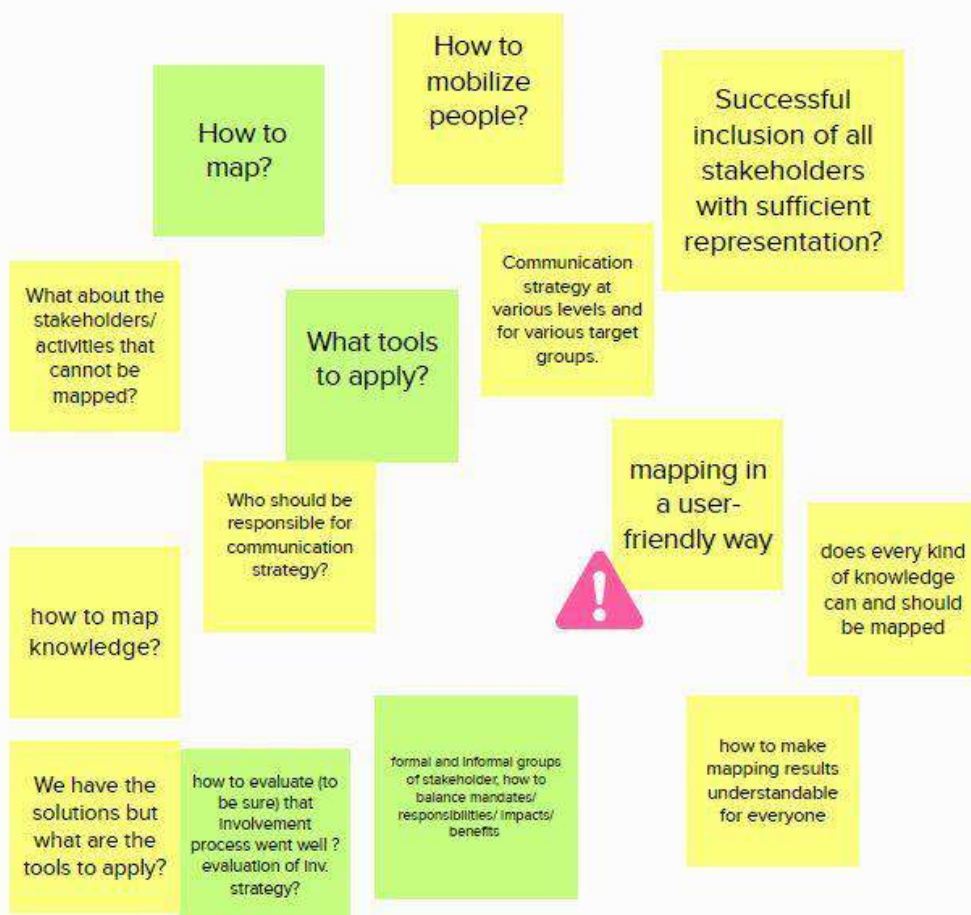 How to
mobilize
people?
How to
map?
Successful
inclusion of all
stakeholders
with sufficient
representation?
Communication
strategy at
various levels and
for various target
groups.
What about the
stakeholders/
activities that
cannot be
mapped?
What tools
to apply?
mapping in
a user-
friendly way
Who should be
responsible for
communication
strategy?
does every kind
of knowledge
can and should
be mapped
how to map
knowledge?
formal and informal groups
of stakeholder, how to
balance mandates/
responsibilities/ impacts/
benefits
how to make
mapping results
understandable
for everyone
We have the
solutions but
what are the
tools to apply?
how to evaluate (to
be sure) that
involvement
process went well ?
evaluation of inv.
strategy?